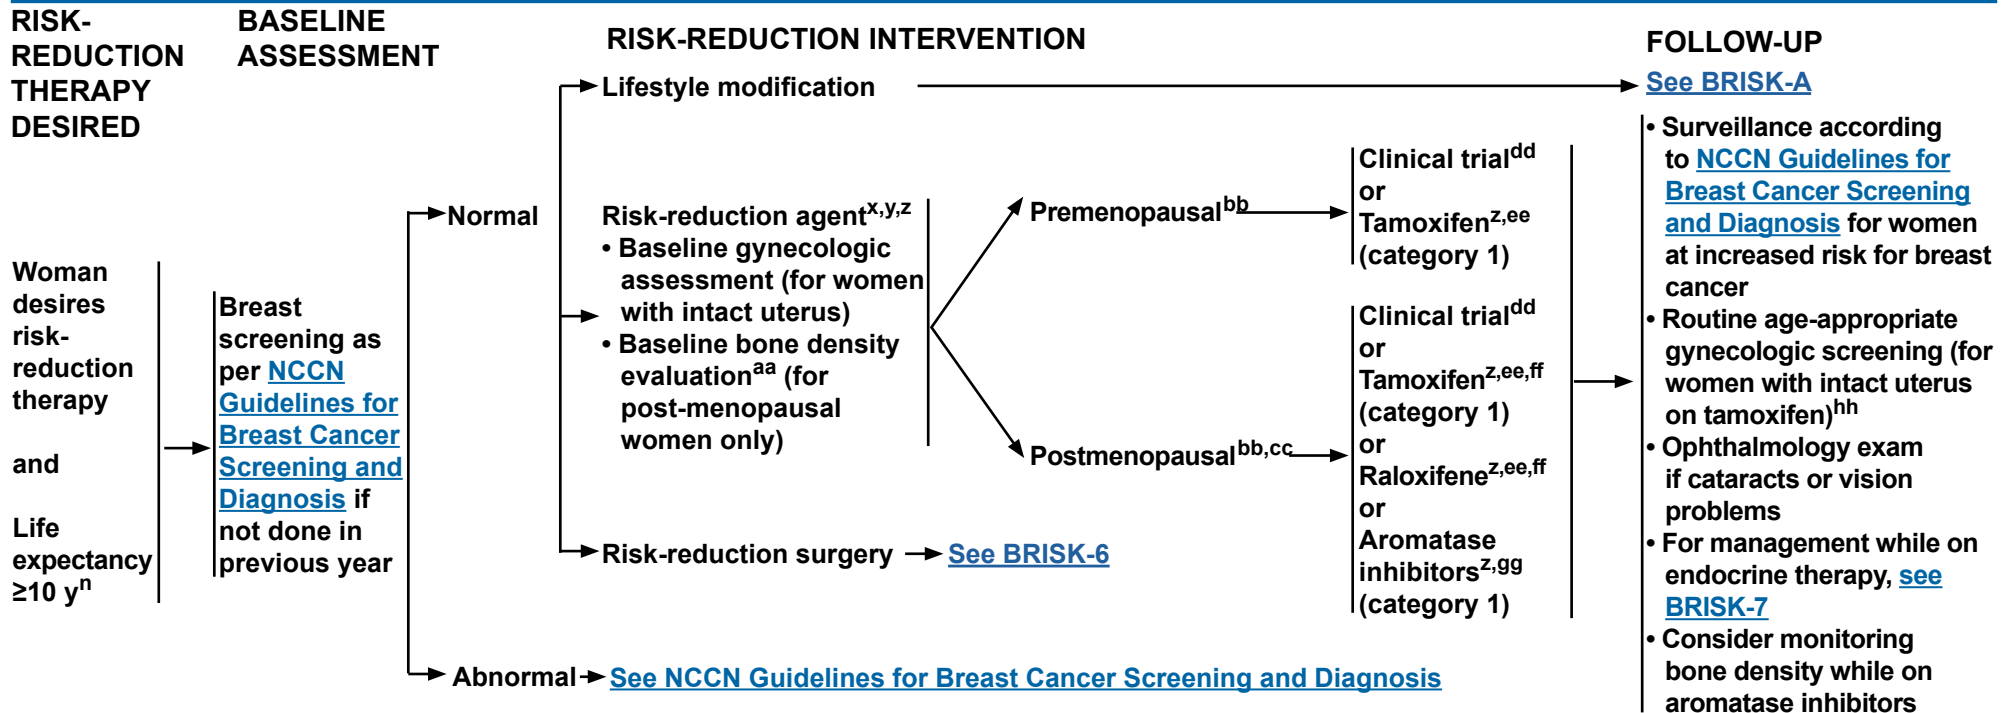 RISK-
REDUCTION
THERAPY
DESIRED
BASELINE
ASSESSMENT
RISK-REDUCTION INTERVENTION
FOLLOW-UP
Woman
desires
risk-
reduction
therapy
and
Life
expectancy
≥10 yn
Breast
screening as
per NCCN
Guidelines for
Breast Cancer
Screening and
Diagnosis if
not done in
previous year
Normal
Lifestyle modification
See BRISK-A
Risk-reduction agentx,y,z
• Baseline gynecologic
assessment (for women
with intact uterus)
• Baseline bone density
evaluationaa (for
post-menopausal
women only)
Premenopausalbb
Clinical trialdd
or
Tamoxifenz,ee
(category 1)
Postmenopausalbb,cc
Clinical trialdd
or
Tamoxifenz,ee,ff
(category 1)
or
Raloxifenez,ee,ff
or
Aromatase
inhibitorsz,gg
(category 1)
Risk-reduction surgery
See BRISK-6
Abnormal
See NCCN Guidelines for Breast Cancer Screening and Diagnosis
• Surveillance according
to NCCN Guidelines for
Breast Cancer Screening
and Diagnosis for women
at increased risk for breast
cancer
• Routine age-appropriate
gynecologic screening (for
women with intact uterus
on tamoxifen)hh
• Ophthalmology exam
if cataracts or vision
problems
• For management while on
endocrine therapy, see
BRISK-7
• Consider monitoring
bone density while on
aromatase inhibitors